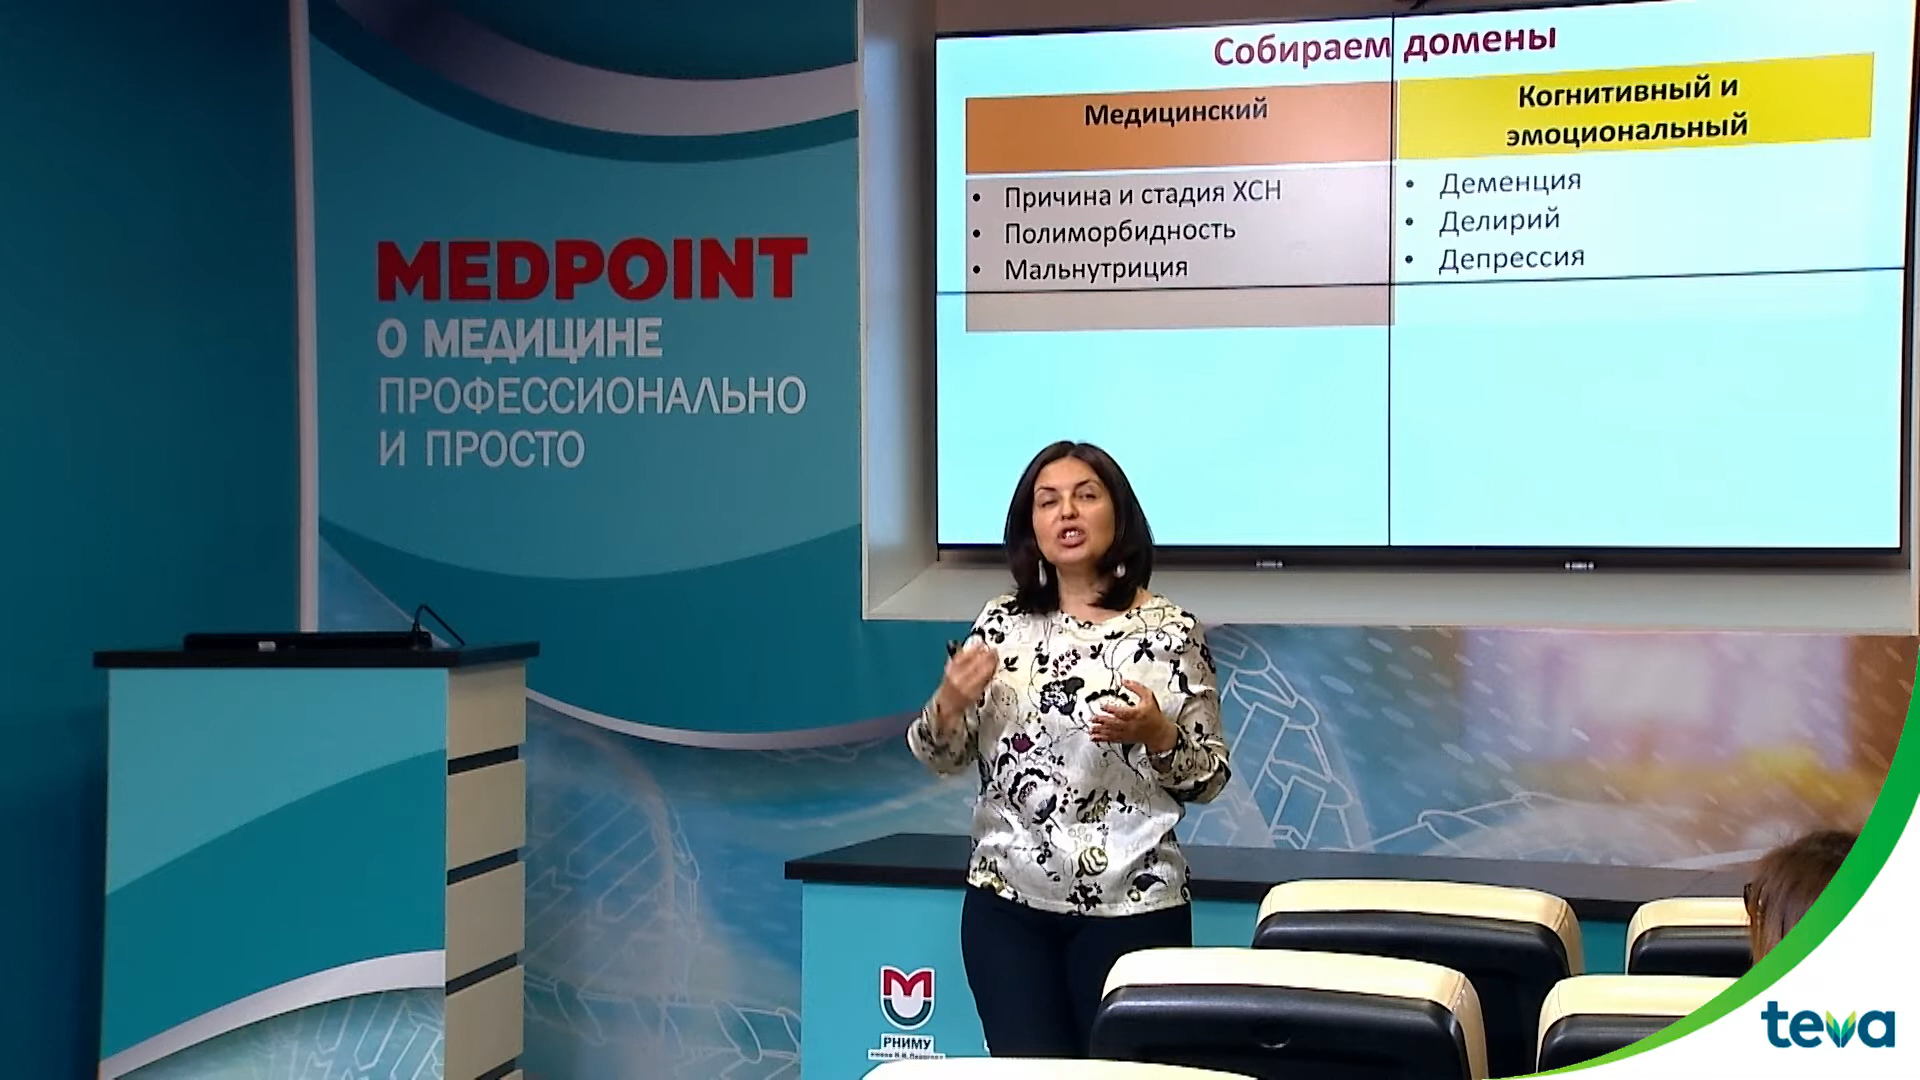 MEDPOINT
О МЕДИЦИНЕ
ПРОФЕССИОНАЛЬНО
И ПРОСТО
Собираем домены
Медицинский
• Причина и стадия ХСН
• Полиморбидность
• Мальнутриция
Когнитивный и
эмоциональный
• Деменция
• Делирий
• Депрессия
РНИМУ
teva